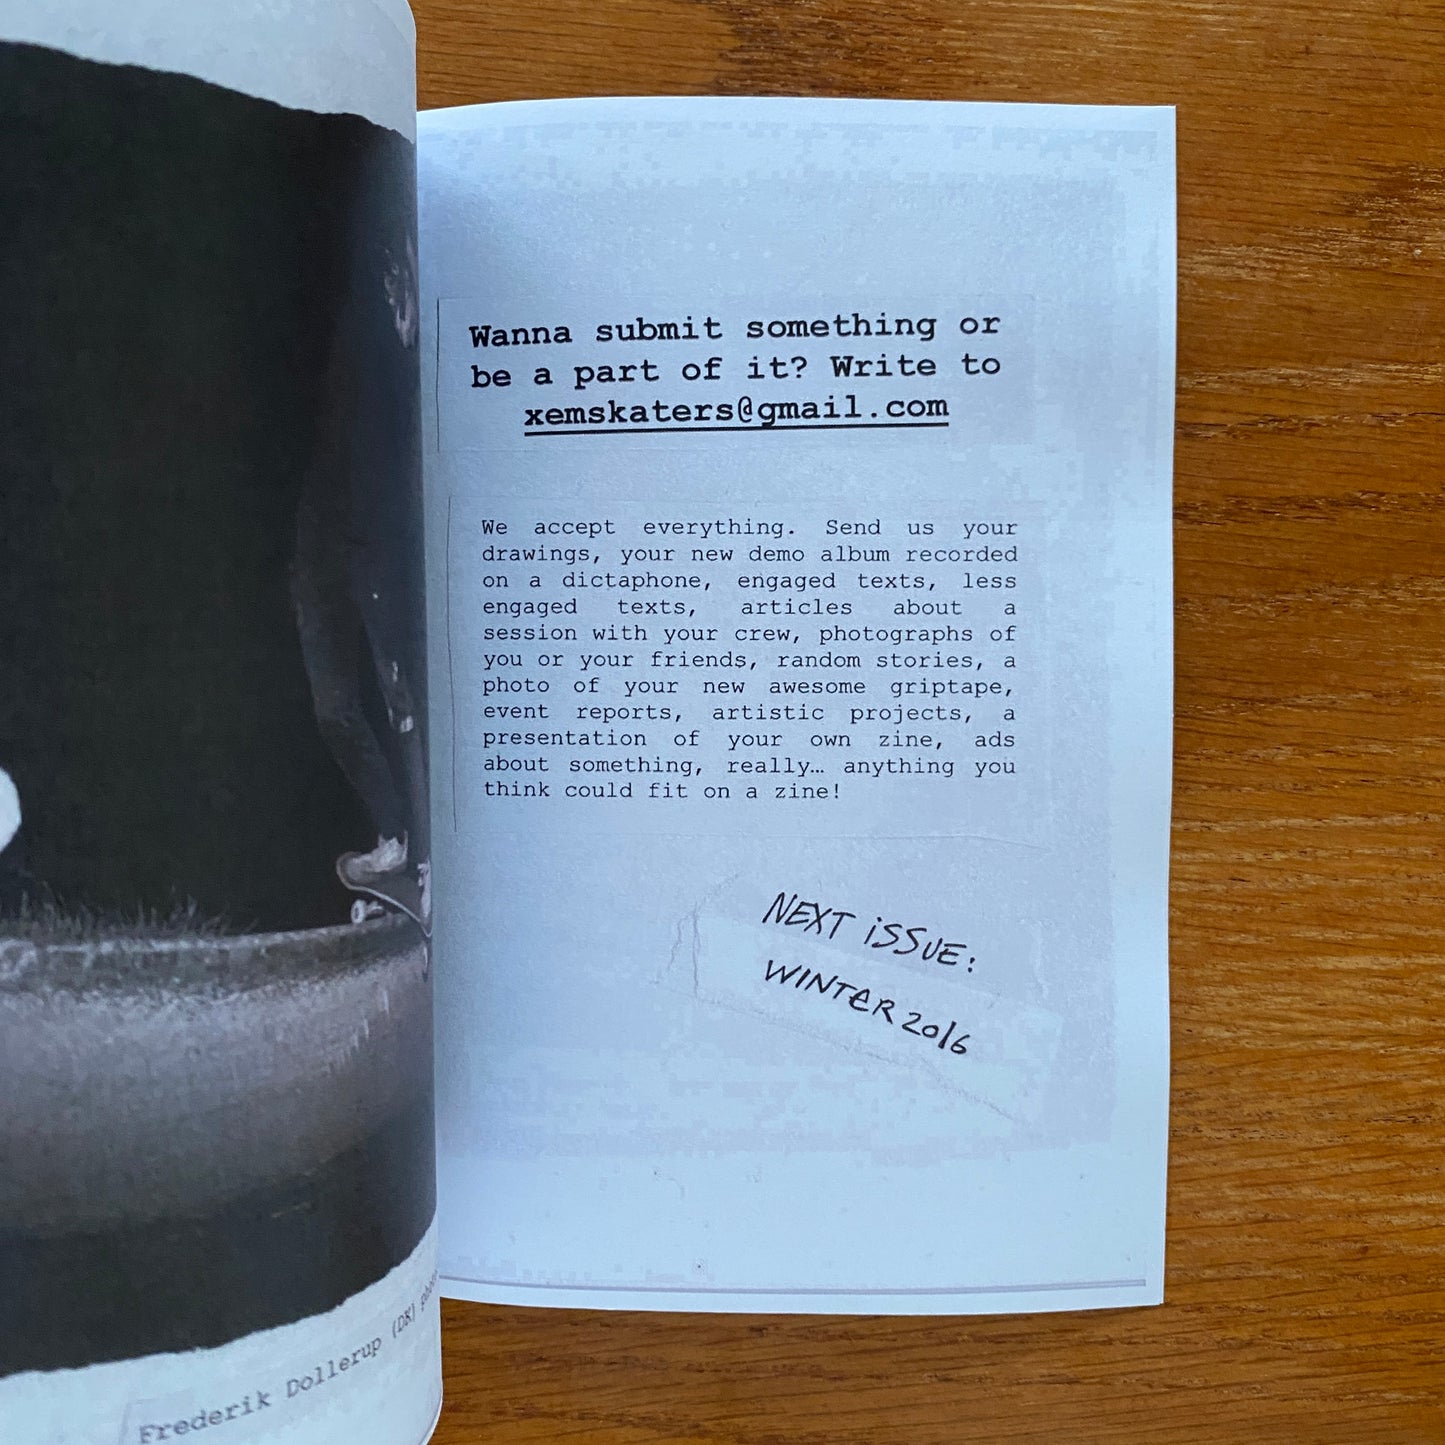 Wanna submit something or
be a part of it? Write to
xemskaters@gmail.com
We accept everything. Send us your
drawings, your new demo album recorded
on a dictaphone, engaged texts, less
engaged texts, articles about a
session with your crew, photographs of
you or your friends, random stories, a
photo of your new awesome griptape,
event reports, artistic projects, a
presentation of your own zine, ads
about something, really… anything you
think could fit on a zine!
NEXT iSSUE:
WINTER 2016
Frederik Dollerup (DK)